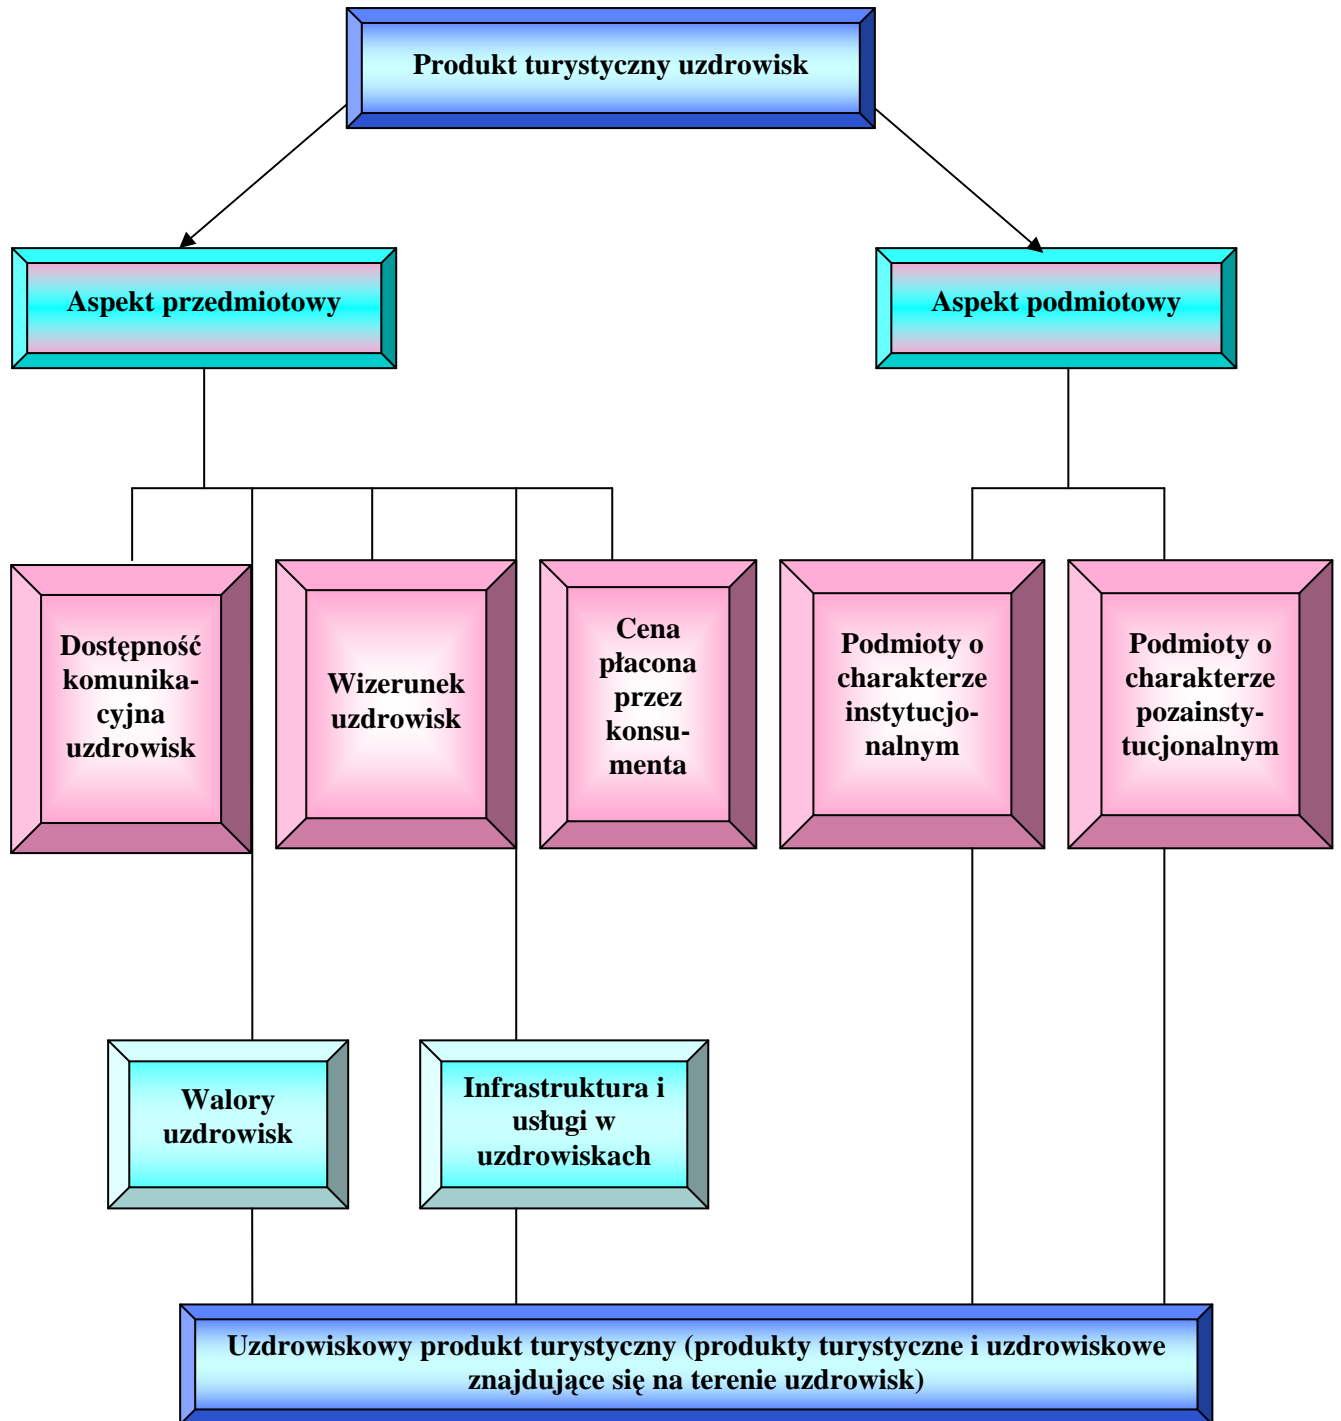 Produkt turystyczny uzdrowisk
Aspekt przedmiotowy
Aspekt podmiotowy
Dostępność
komunika-
cyjna
uzdrowisk
Wizerunek
uzdrowisk
Cena
płacona
przez
konsu-
menta
Podmioty o
charakterze
instytucjo-
nalnym
Podmioty o
charakterze
pozainsty-
tucjonalnym
Walory
uzdrowisk
Infrastruktura i
usługi w
uzdrowiskach
Uzdrowiskowy produkt turystyczny (produkty turystyczne i uzdrowiskowe
znajdujące się na terenie uzdrowisk)